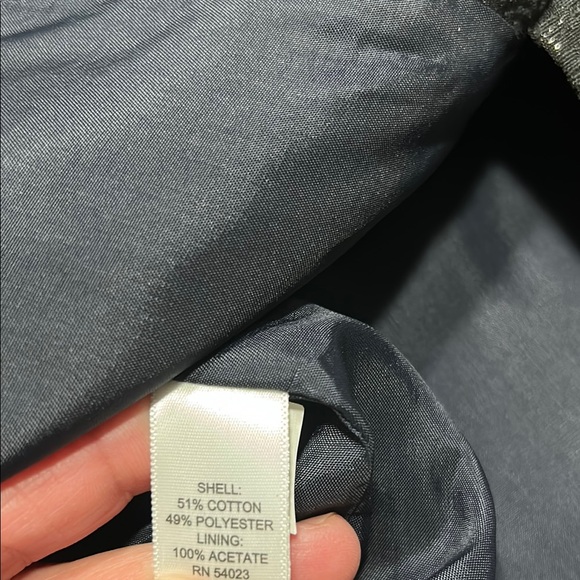 SHELL:
51% COTTON
49% POLYESTER
LINING:
100% ACETATE
RN 54023